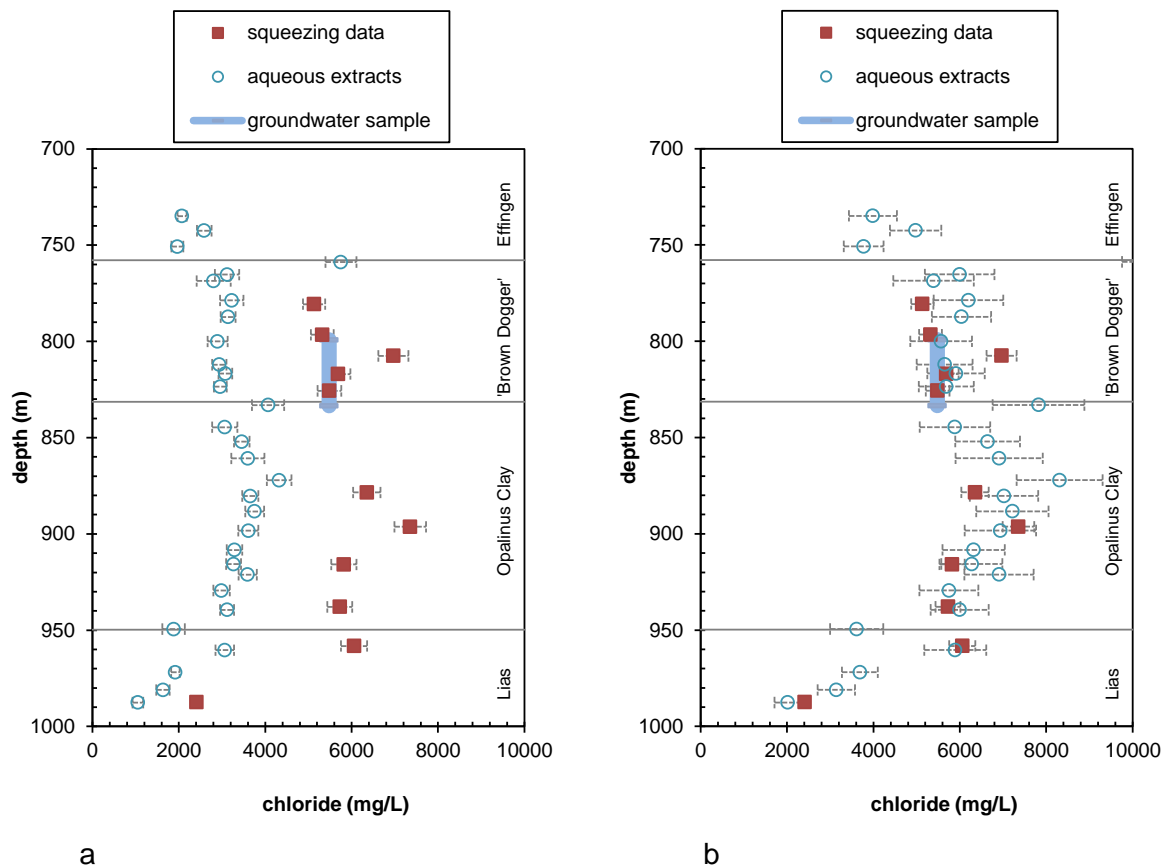 squeezing data
aqueous extracts
groundwater sample
700
750
800
850
900
950
1000
depth (m)
0
2000
4000
6000
8000
10000
chloride (mg/L)
Effingen
'Brown Dogger'
Opalinus Clay
Lias
a
squeezing data
aqueous extracts
groundwater sample
700
750
800
850
900
950
1000
depth (m)
0
2000
4000
6000
8000
10000
chloride (mg/L)
Effingen
'Brown Dogger'
Opalinus Clay
Lias
b